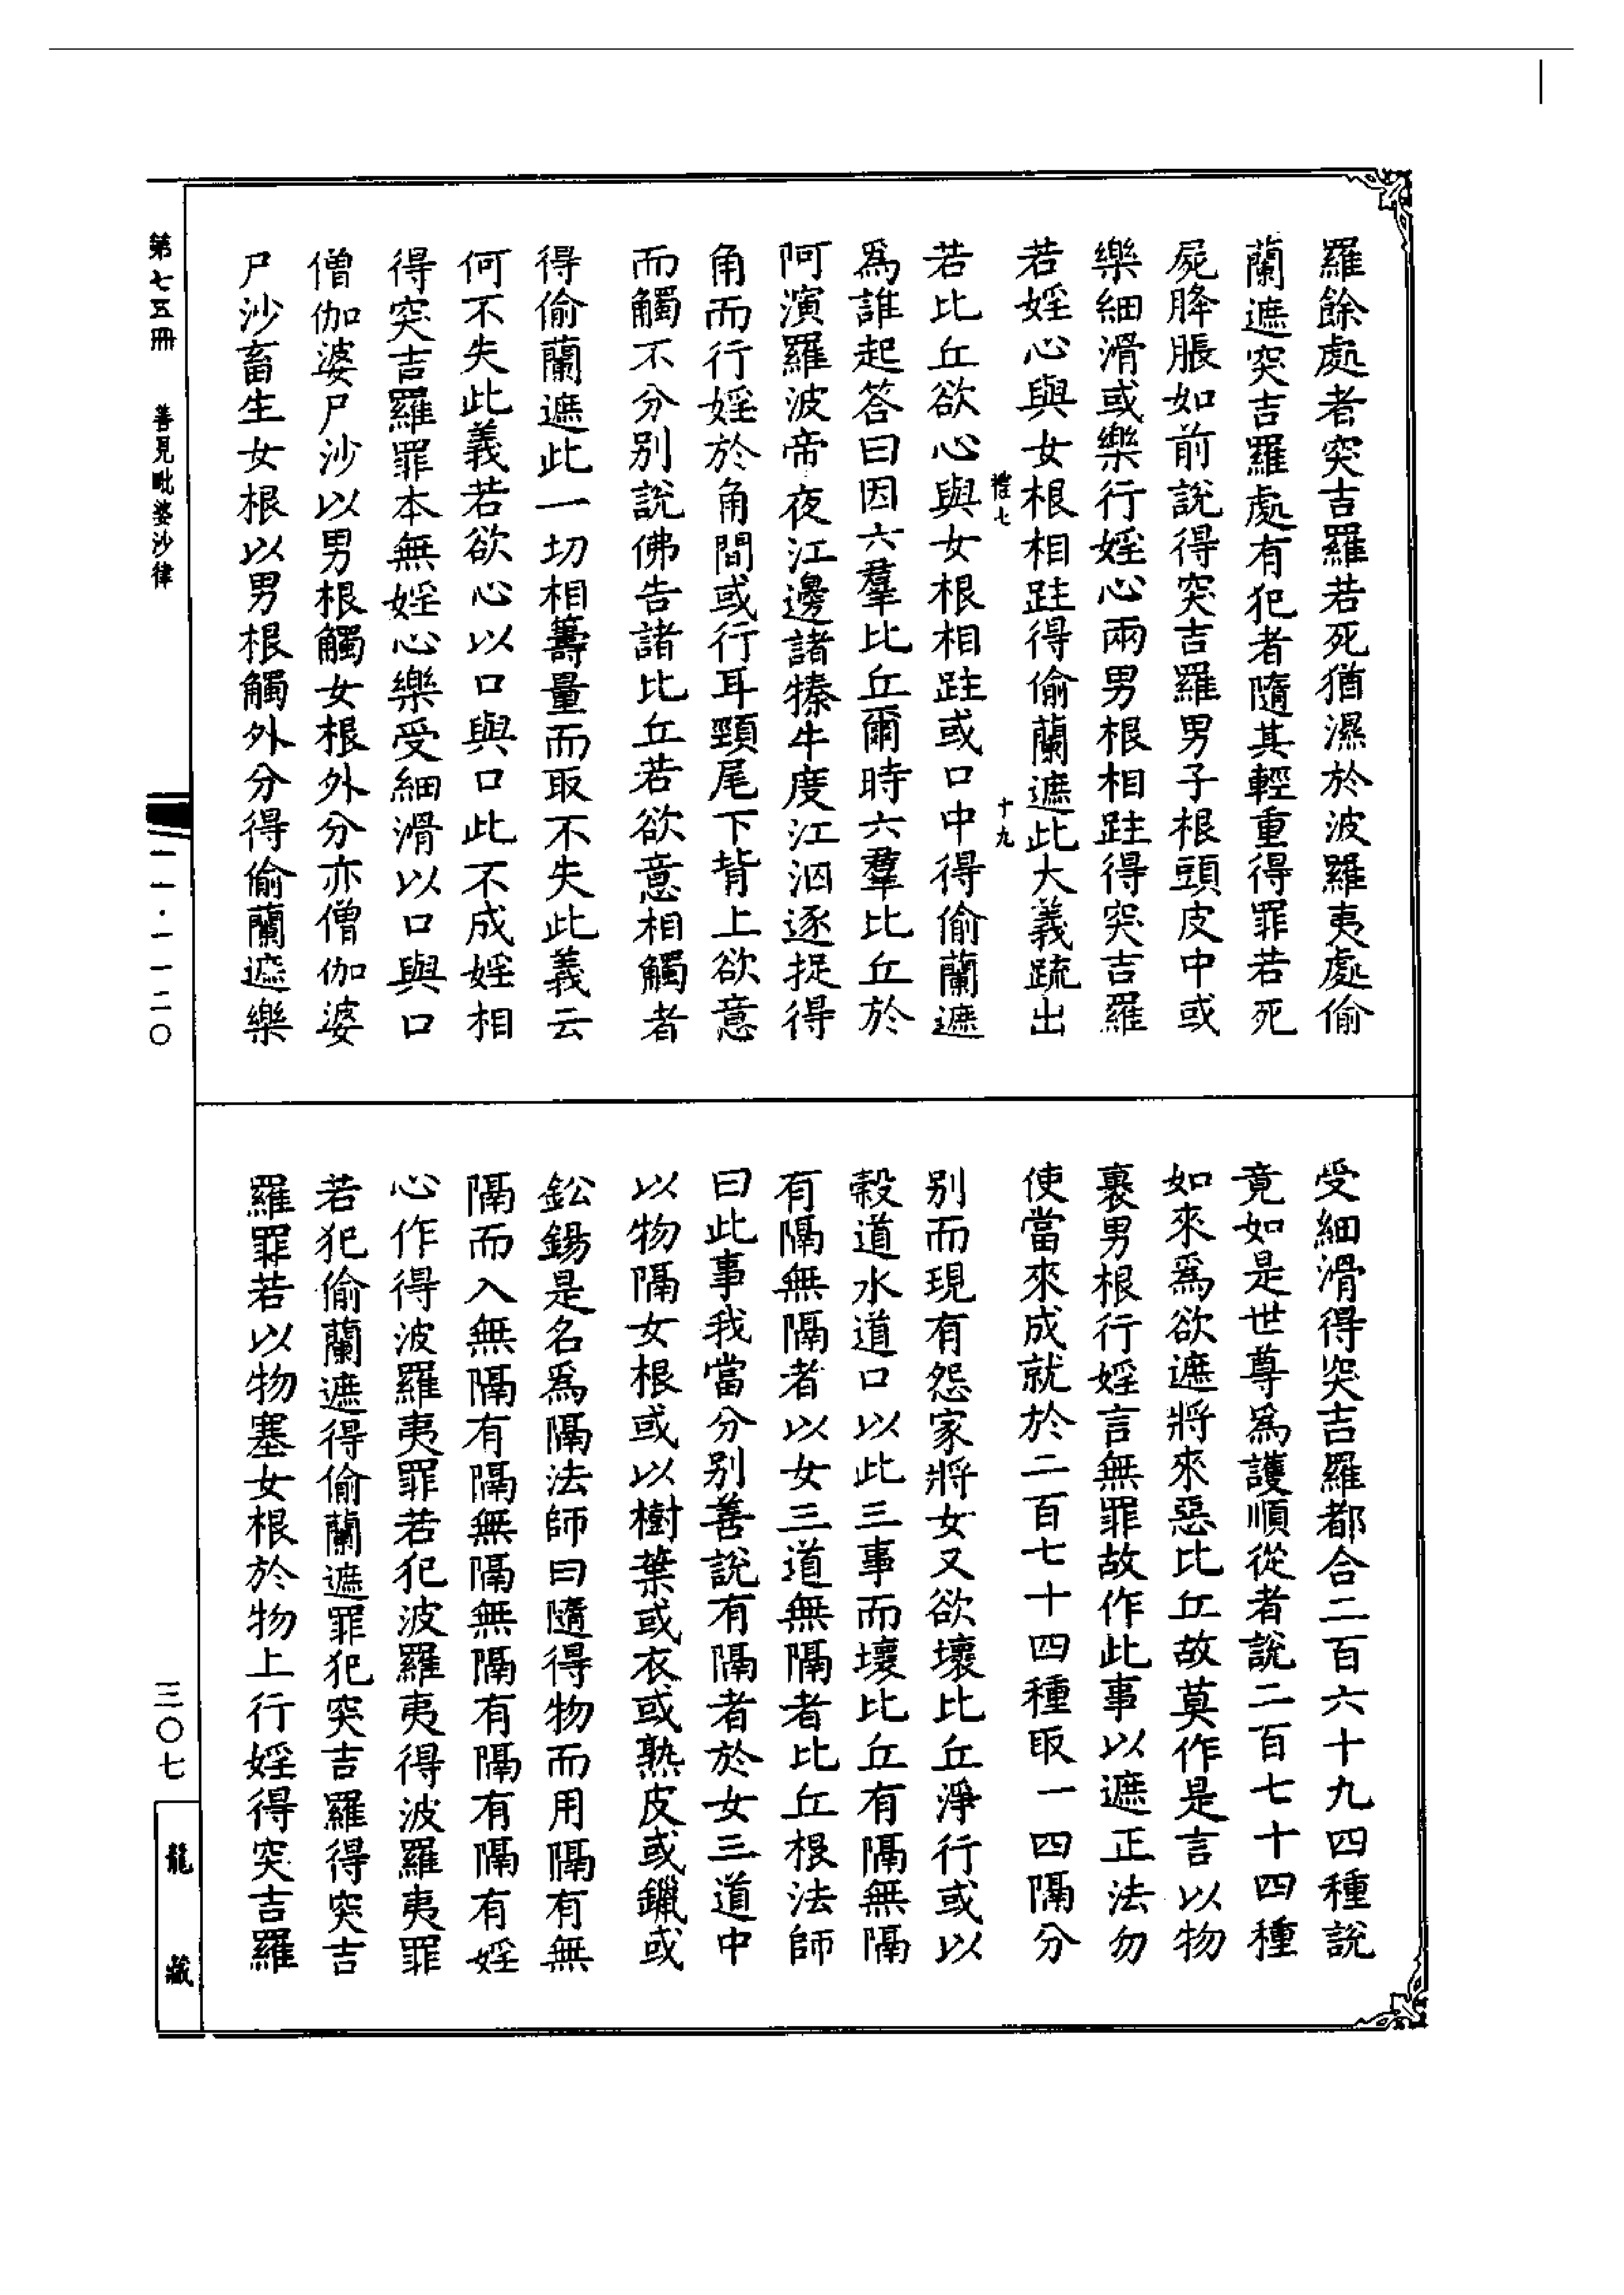 羅餘處者突吉羅若死猶濕於波羅夷處偷
蘭遮突吉羅處有犯者隨其輕重得罪若死
屍胮脹如前說得突吉羅男子根頭皮中或
樂細滑或樂行婬心兩男根相跓得突吉羅
若婬心與女根相跓得偷蘭遮此大義䟽出
禮七
十九
若比丘欲心與女根相跓或口中得偷蘭遮
爲誰起答曰因六羣比丘爾時六羣比丘於
阿演羅波帝夜江邊諸㹌牛度江泅逐捉得
角而行婬於角間或行耳頸尾下背上欲意
而觸不分別說佛告諸比丘若欲意相觸者
得偷蘭遮此一切相籌量而取不失此義云
何不失此義若欲心以口與口此不成婬相
得突吉羅罪本無婬心樂受細滑以口與口
僧伽婆尸沙以男根觸女根外分亦僧伽婆
尸沙畜生女根以男根觸外分得偷蘭遮樂
受細滑得突吉羅都合二百六十九四種說
竟如是世尊爲護順從者說二百七十四種
如來爲欲遮將來惡比丘故莫作是言以物
裹男根行婬言無罪故作此事以遮正法勿
使當來成就於二百七十四種取一四隔分
別而現有怨家將女又欲壞比丘淨行或以
穀道水道口以此三事而壞比丘有隔無隔
有隔無隔者以女三道無隔者比丘根法師
曰此事我當分別善說有隔者於女三道中
以物隔女根或以樹葉或衣或熟皮或鑞或
鈆錫是名爲隔法師曰隨得物而用隔有無
隔而入無隔有隔無隔無隔有隔有隔有婬
心作得波羅夷罪若犯波羅夷得波羅夷罪
若犯偷蘭遮得偷蘭遮罪犯突吉羅得突吉
羅罪若以物塞女根於物上行婬得突吉羅
第七五冊
善見毗婆沙律
一一·一一二〇
三〇七
龍藏